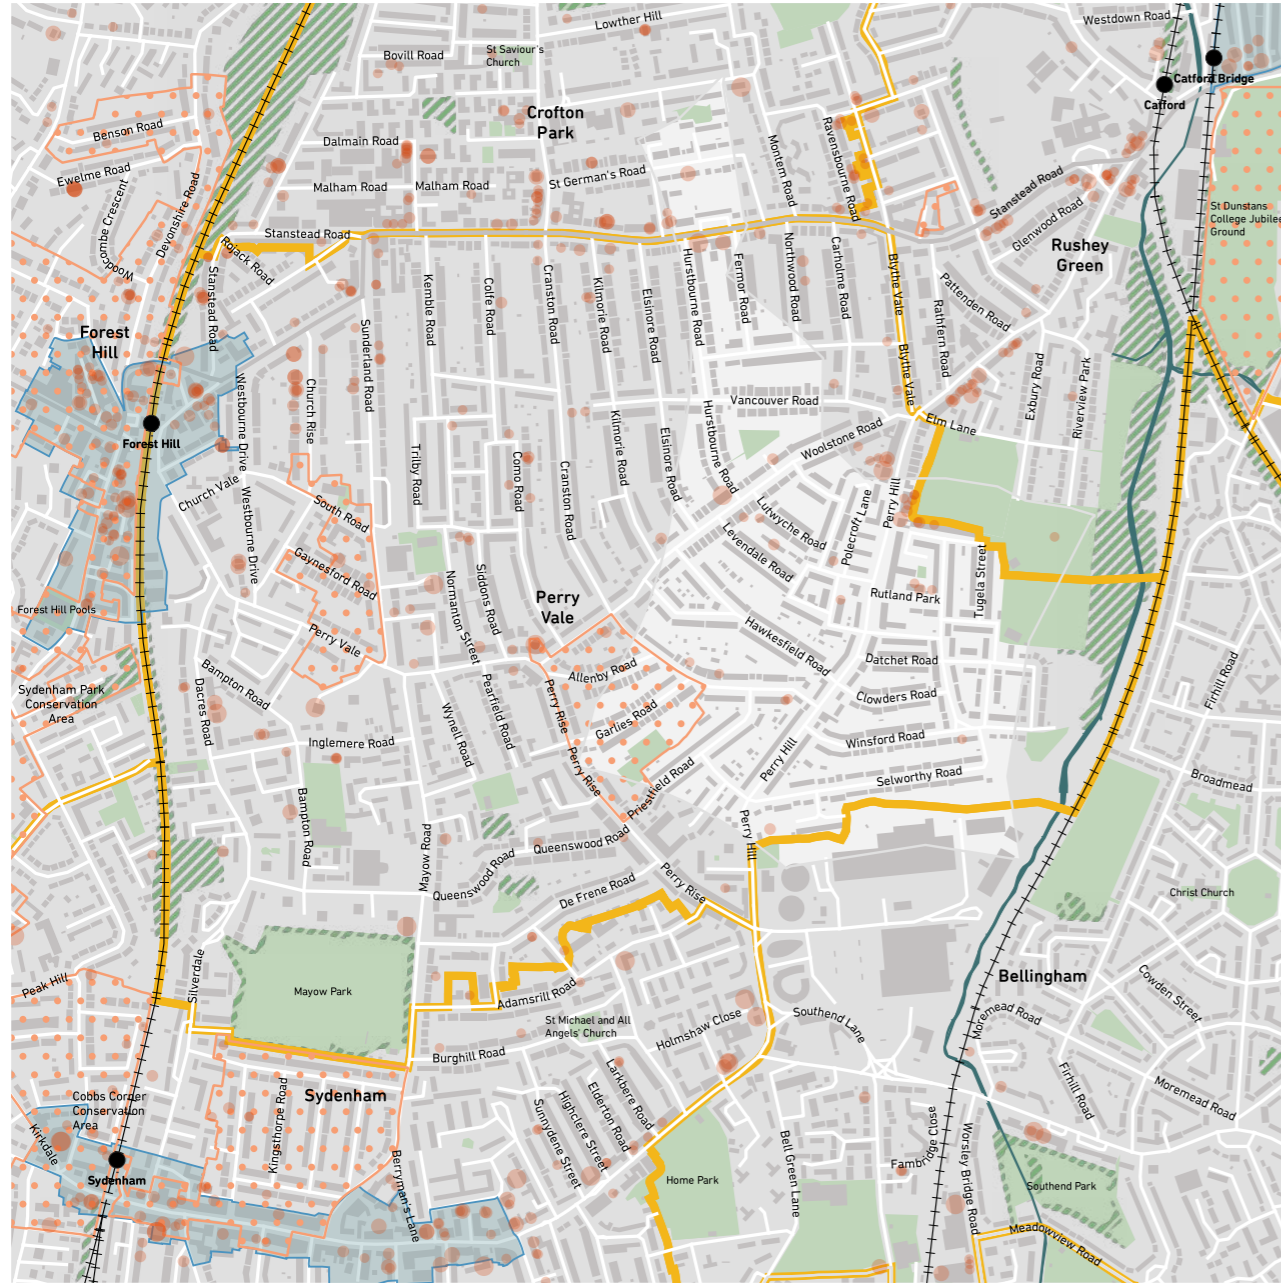 Lowther Hill
Westdown Road
Bovill Road
St Saviour's
Church
Catford Bridge
Catford
Crofton
Park
Benson Road
Dalmain Road
Ravensbourne Road
Montem Road
Ewelme Road
Malham Road
Malham Road
St German's Road
Stanstead Road
Woodcombe Crescent
Devonshire Road
Glenwood Road
St Dunstans
College Jubilee
Ground
Stanstead Road
Rojack Road
Rushey
Green
Stanstead Road
Kemble Road
Colfe Road
Cranston Road
Kilmorie Road
Elsinore Road
Hurstbourne Road
Fermor Road
Northwood Road
Carholme Road
Blythe Vale
Rathfern Road
Pattenden Road
Forest
Hill
Sunderland Road
Church Rise
Westbourne Drive
Blythe Vale
Exbury Road
Riverview Park
Vancouver Road
Elm Lane
Forest Hill
Trilby Road
Como Road
Cranston Road
Kilmorie Road
Elsinore Road
Hurstbourne Road
Woolstone Road
Church Vale
Westbourne Drive
South Road
Lutwyche Road
Polecroft Lane
Perry Hill
Levendale Road
Gaynesford Road
Siddons Road
Normanton Street
Tugela Street
Forest Hill Pools
Perry
Vale
Rutland Park
Perry Vale
Hawkesfield Road
Allenby Road
Datchet Road
Bampton Road
Dacres Road
Sydenham Park
Conservation
Area
Pearfield Road
Perry Rise
Clowders Road
Firhill Road
Wynell Road
Garlies Road
Inglemere Road
Winsford Road
Perry Hill
Perry Rise
Priestfield Road
Selworthy Road
Broadmead
Bampton Road
Mayow Road
Queenswood Road
Perry Hill
Queenswood Road
De Frene Road
Perry Rise
Christ Church
Silverdale
Peak Hill
Mayow Park
Adamsrill Road
Bellingham
Cowden Street
St Michael and All
Angels' Church
Holmshaw Close
Southend Lane
Moremead Road
Burghill Road
Larkbere Road
Elderton Road
Highclere Street
Sunnydene Street
Firhill Road
Moremead Road
Cobbs Corner
Conservation
Area
Sydenham
Kingsthorpe Road
Kirkdale
Sydenham
Berryman's Lane
Home Park
Bell Green Lane
Fambridge Close
Worsley Bridge Road
Southend Park
Meadowview Road